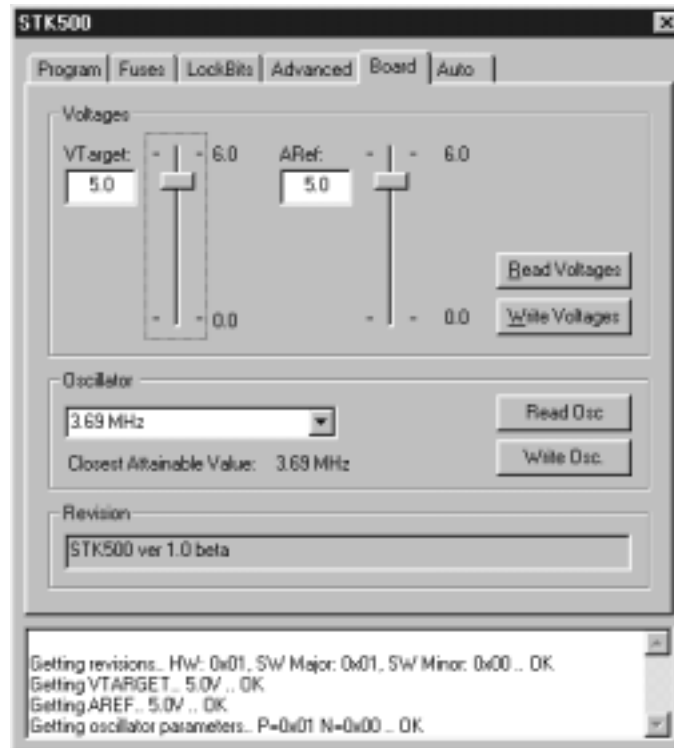 STK500
Program Fuses LockBits Advanced Board Auto
Voltages
VTarget: 6.0 ARef: 6.0
5.0 5.0
Read Voltages
0.0 0.0 Write Voltages
Oscillator
3.69 MHz Read Osc
Closest Attainable Value: 3.69 MHz Write Osc.
Revision
STK500 ver 1.0 beta
Getting revisions.. HW: 0x01, SW Major: 0x01, SW Minor: 0x00 .. OK
Getting VTARGET.. 5.0V .. OK
Getting AREF.. 5.0V .. OK
Getting oscillator parameters.. P=0x01 N=0x00 .. OK